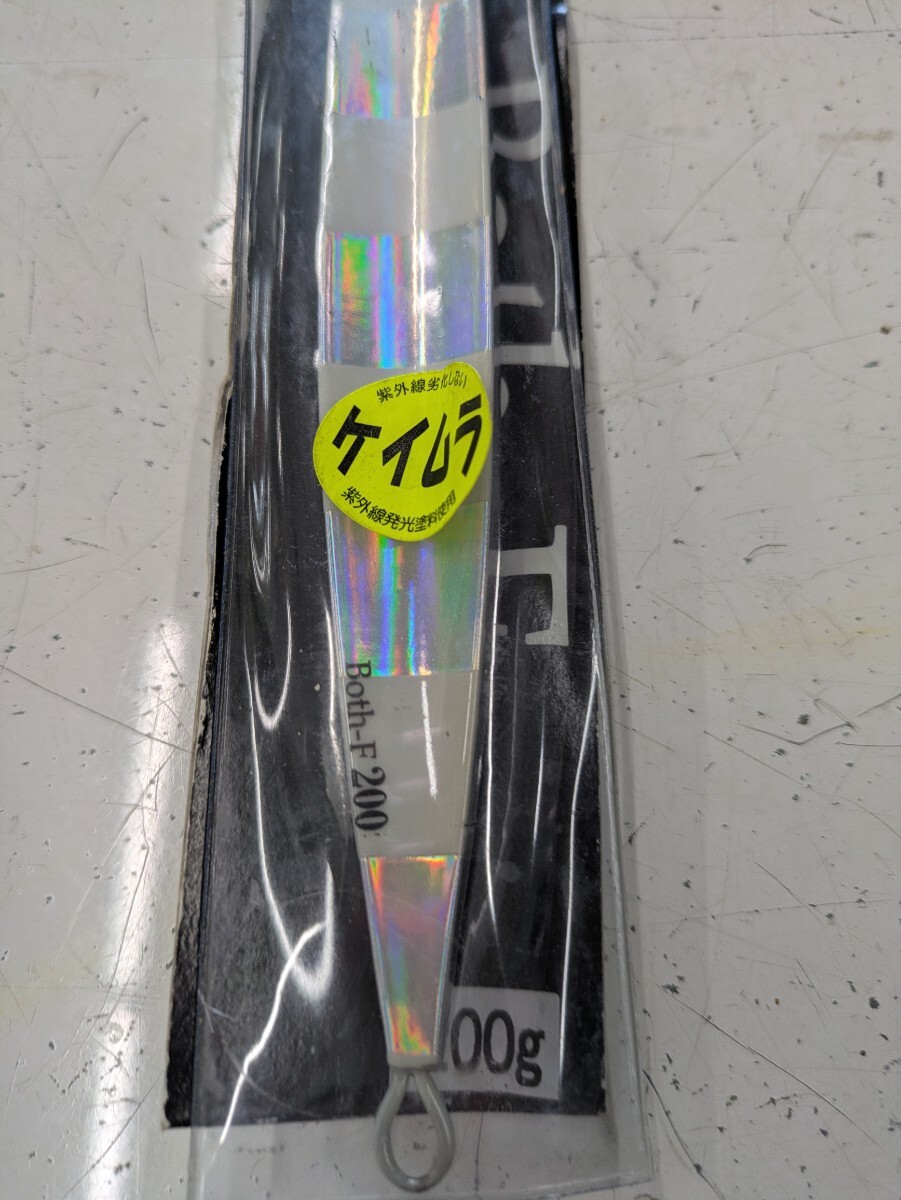 紫外線劣化しない
ケイムラ
紫外線発光塗料使用
Both-F 200
00g